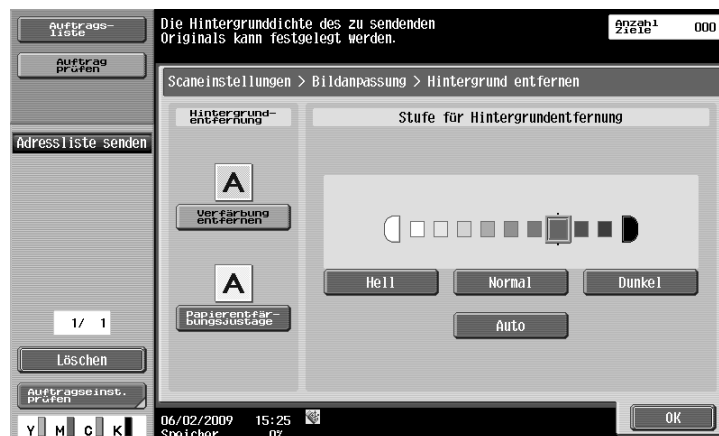 Auftrags-
liste
Auftrag
prüfen
Adressliste senden
1/ 1
Löschen
Auftragseinst.
prüfen
Y M C K
Die Hintergrunddichte des zu sendenden
Originals kann festgelegt werden.
Anzahl
Ziele 000
Scaneinstellungen > Bildanpassung > Hintergrund entfernen
Hintergrund-
entfernung
A
Verfärbung
entfernen
A
Papierentfär-
bungsjustage
Stufe für Hintergrundentfernung
Hell Normal Dunkel
Auto
06/02/2009 15:25
Speicher 0%
OK